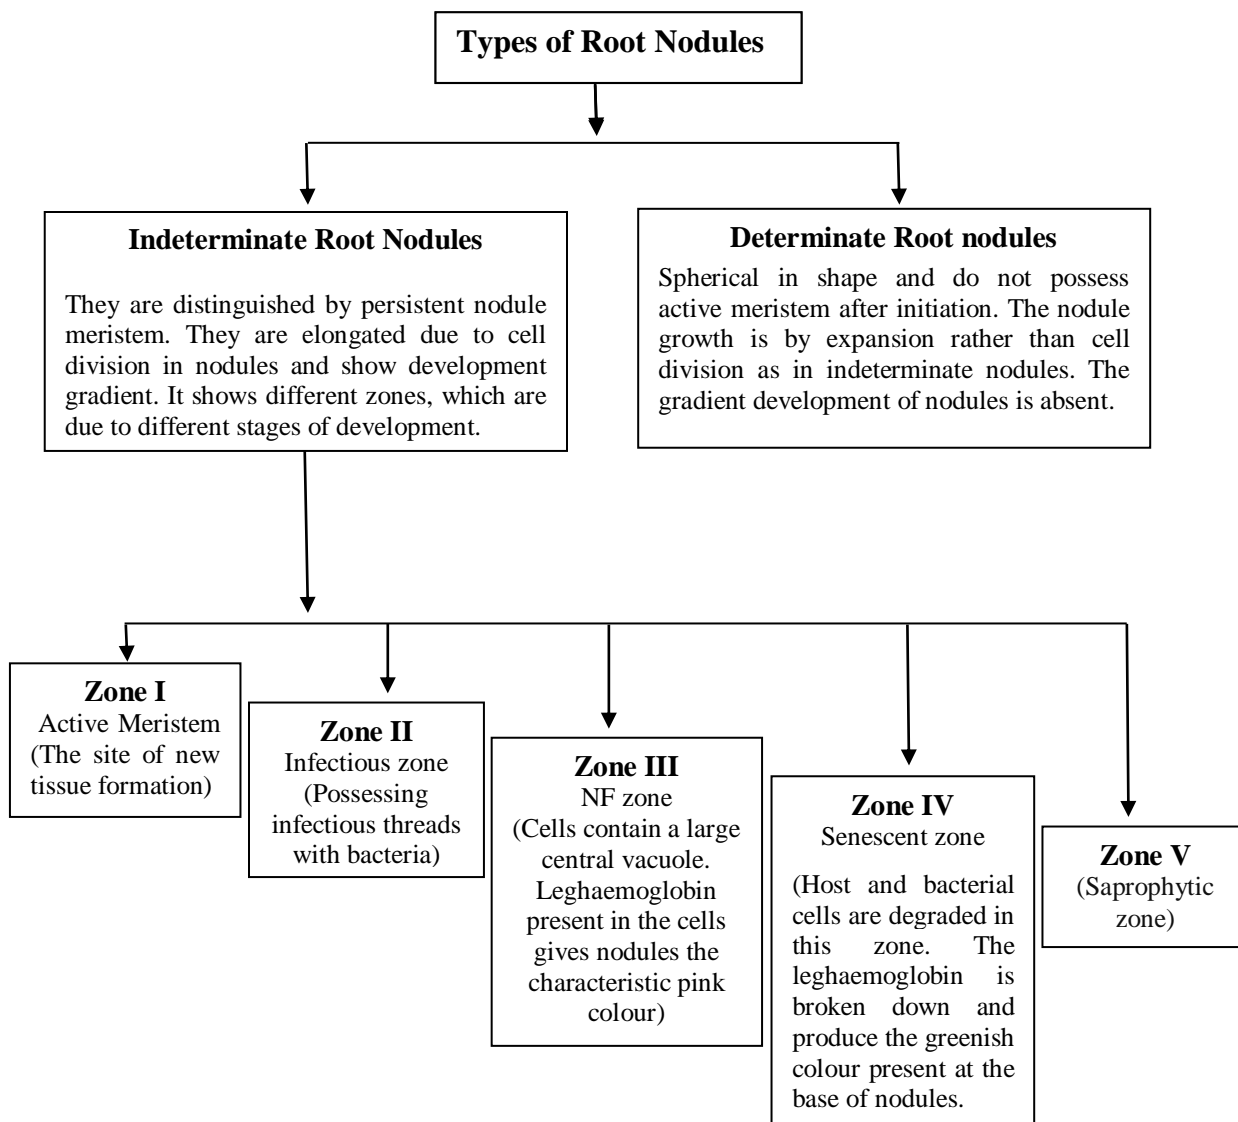 Types of Root Nodules
Indeterminate Root Nodules
They are distinguished by persistent nodule
meristem. They are elongated due to cell
division in nodules and show development
gradient. It shows different zones, which are
due to different stages of development.
Determinate Root nodules
Spherical in shape and do not possess
active meristem after initiation. The nodule
growth is by expansion rather than cell
division as in indeterminate nodules. The
gradient development of nodules is absent.
Zone I
Active Meristem
(The site of new
tissue formation)
Zone II
Infectious zone
(Possessing
infectious threads
with bacteria)
Zone III
NF zone
(Cells contain a large
central vacuole.
Leghaemoglobin
present in the cells
gives nodules the
characteristic pink
colour)
Zone IV
Senescent zone
(Host and bacterial
cells are degraded in
this zone. The
leghaemoglobin is
broken down and
produce the greenish
colour present at the
base of nodules.
Zone V
(Saprophytic
zone)